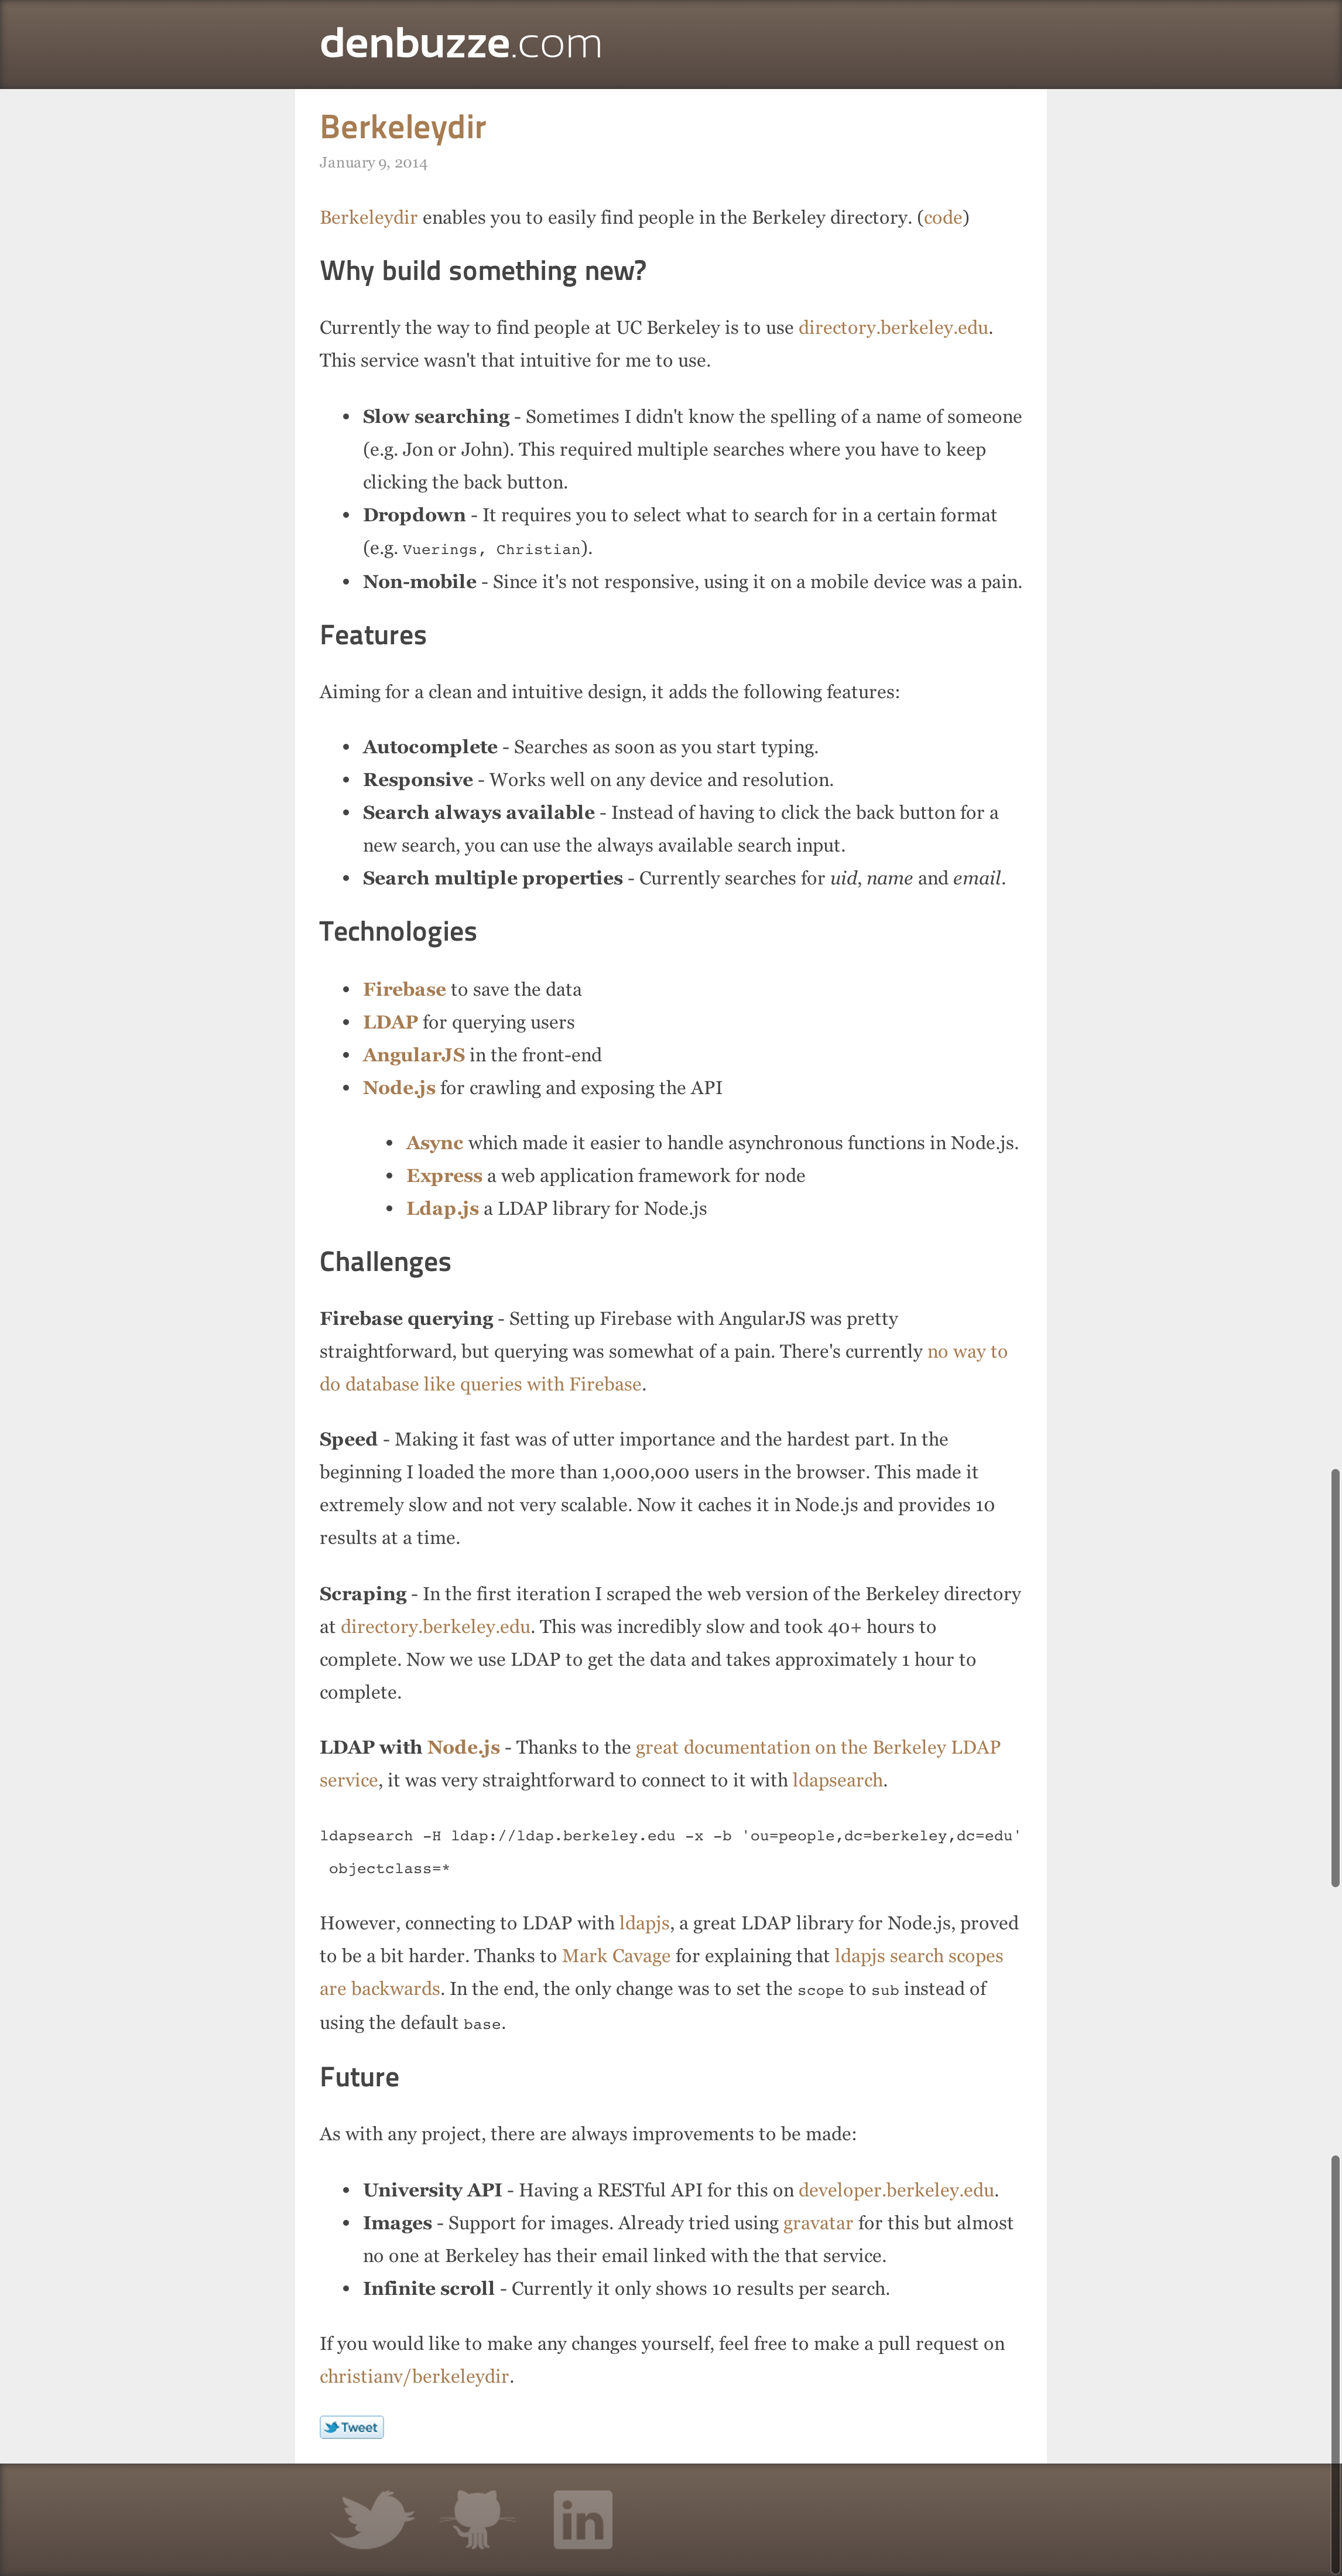 denbuzze.com
Berkeleydir
January 9, 2014
Berkeleydir enables you to easily find people in the Berkeley directory. (code)
Why build something new?
Currently the way to find people at UC Berkeley is to use directory.berkeley.edu.
This service wasn't that intuitive for me to use.
• Slow searching - Sometimes I didn't know the spelling of a name of someone
(e.g. Jon or John). This required multiple searches where you have to keep
clicking the back button.
• Dropdown - It requires you to select what to search for in a certain format
(e.g. Vuerings, Christian).
• Non-mobile - Since it's not responsive, using it on a mobile device was a pain.
Features
Aiming for a clean and intuitive design, it adds the following features:
• Autocomplete - Searches as soon as you start typing.
• Responsive - Works well on any device and resolution.
• Search always available - Instead of having to click the back button for a
new search, you can use the always available search input.
• Search multiple properties - Currently searches for uid, name and email.
Technologies
• Firebase to save the data
• LDAP for querying users
• AngularJS in the front-end
• Node.js for crawling and exposing the API
• Async which made it easier to handle asynchronous functions in Node.js.
• Express a web application framework for node
• Ldap.js a LDAP library for Node.js
Challenges
Firebase querying - Setting up Firebase with AngularJS was pretty
straightforward, but querying was somewhat of a pain. There's currently no way to
do database like queries with Firebase.
Speed - Making it fast was of utter importance and the hardest part. In the
beginning I loaded the more than 1,000,000 users in the browser. This made it
extremely slow and not very scalable. Now it caches it in Node.js and provides 10
results at a time.
Scraping - In the first iteration I scraped the web version of the Berkeley directory
at directory.berkeley.edu. This was incredibly slow and took 40+ hours to
complete. Now we use LDAP to get the data and takes approximately 1 hour to
complete.
LDAP with Node.js - Thanks to the great documentation on the Berkeley LDAP
service, it was very straightforward to connect to it with ldapsearch.
ldapsearch -H ldap://ldap.berkeley.edu -x -b 'ou=people,dc=berkeley,dc=edu'
objectclass=*
However, connecting to LDAP with ldapjs, a great LDAP library for Node.js, proved
to be a bit harder. Thanks to Mark Cavage for explaining that ldapjs search scopes
are backwards. In the end, the only change was to set the scope to sub instead of
using the default base.
Future
As with any project, there are always improvements to be made:
• University API - Having a RESTful API for this on developer.berkeley.edu.
• Images - Support for images. Already tried using gravatar for this but almost
no one at Berkeley has their email linked with the that service.
• Infinite scroll - Currently it only shows 10 results per search.
If you would like to make any changes yourself, feel free to make a pull request on
christianv/berkeleydir.
Tweet
in